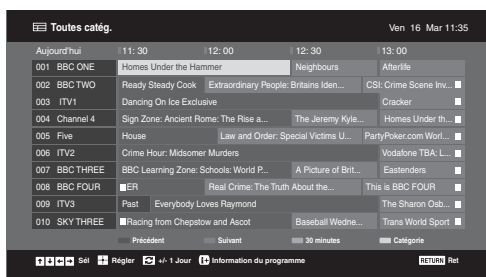 Toutes catég. Ven 16 Mar 11:35
Aujourd'hui 11:30 12:00 12:30 13:00
001 BBC ONE Homes Under the Hammer Neighbours Afterlife
002 BBC TWO Ready Steady Cook Extraordinary People: Britains Iden... CSI: Crime Scene Inv...
003 ITV1 Dancing On Ice Exclusive Cracker
004 Channel 4 Sign Zone: Ancient Rome: The Rise a... The Jeremy Kyle... Homes Under th...
005 Five House Law and Order: Special Victims U... PartyPoker.com Worl...
006 ITV2 Crime Hour: Midsomer Murders Vodafone TBA: L...
007 BBC THREE BBC Learning Zone: Schools: World P... A Picture of Brit... Eastenders
008 BBC FOUR ER Real Crime: The Truth About the... This is BBC FOUR
009 ITV3 Past Everybody Loves Raymond The Sharon Osb...
010 SKY THREE Racing from Chepstow and Ascot Baseball Wedne... Trans World Sport
Précédent Suivant 30 minutes Catégorie
Sél Régler +/- 1 Jour Information du programme RETURN Ret